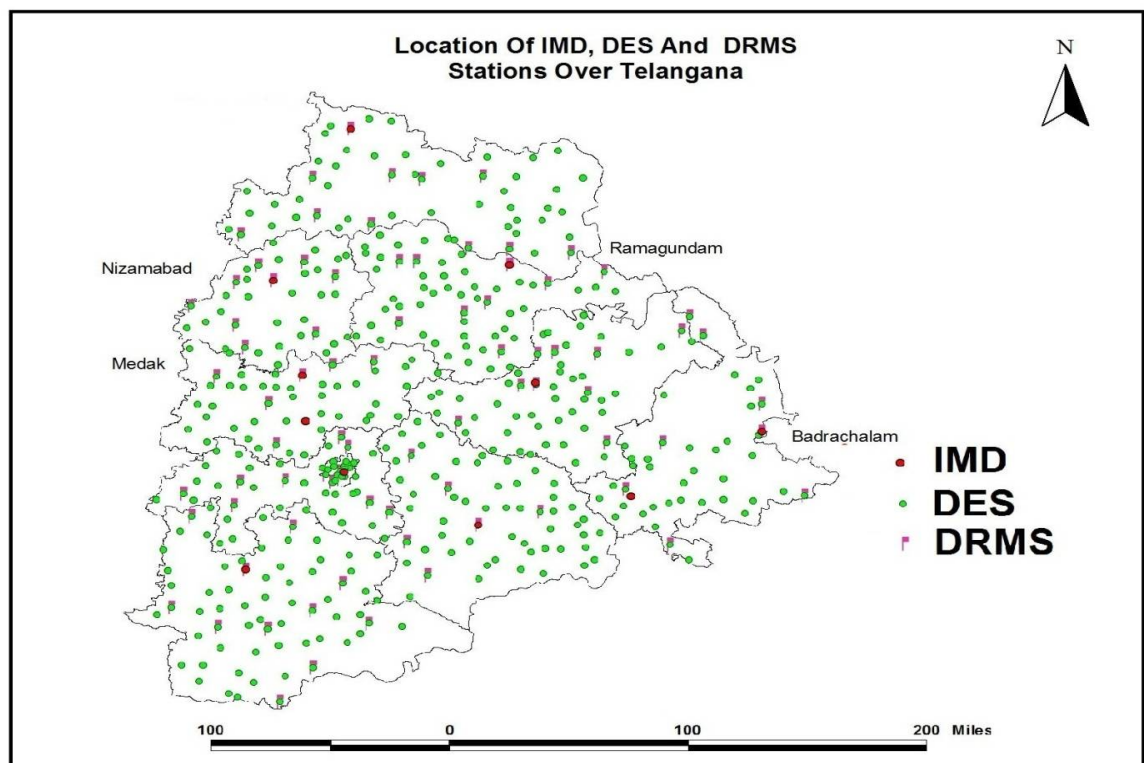 Location Of IMD, DES And DRMS
Stations Over Telangana
N
Ramagundam
Nizamabad
Medak
Badrachalam
IMD
DES
DRMS
100 0 100 200 Miles